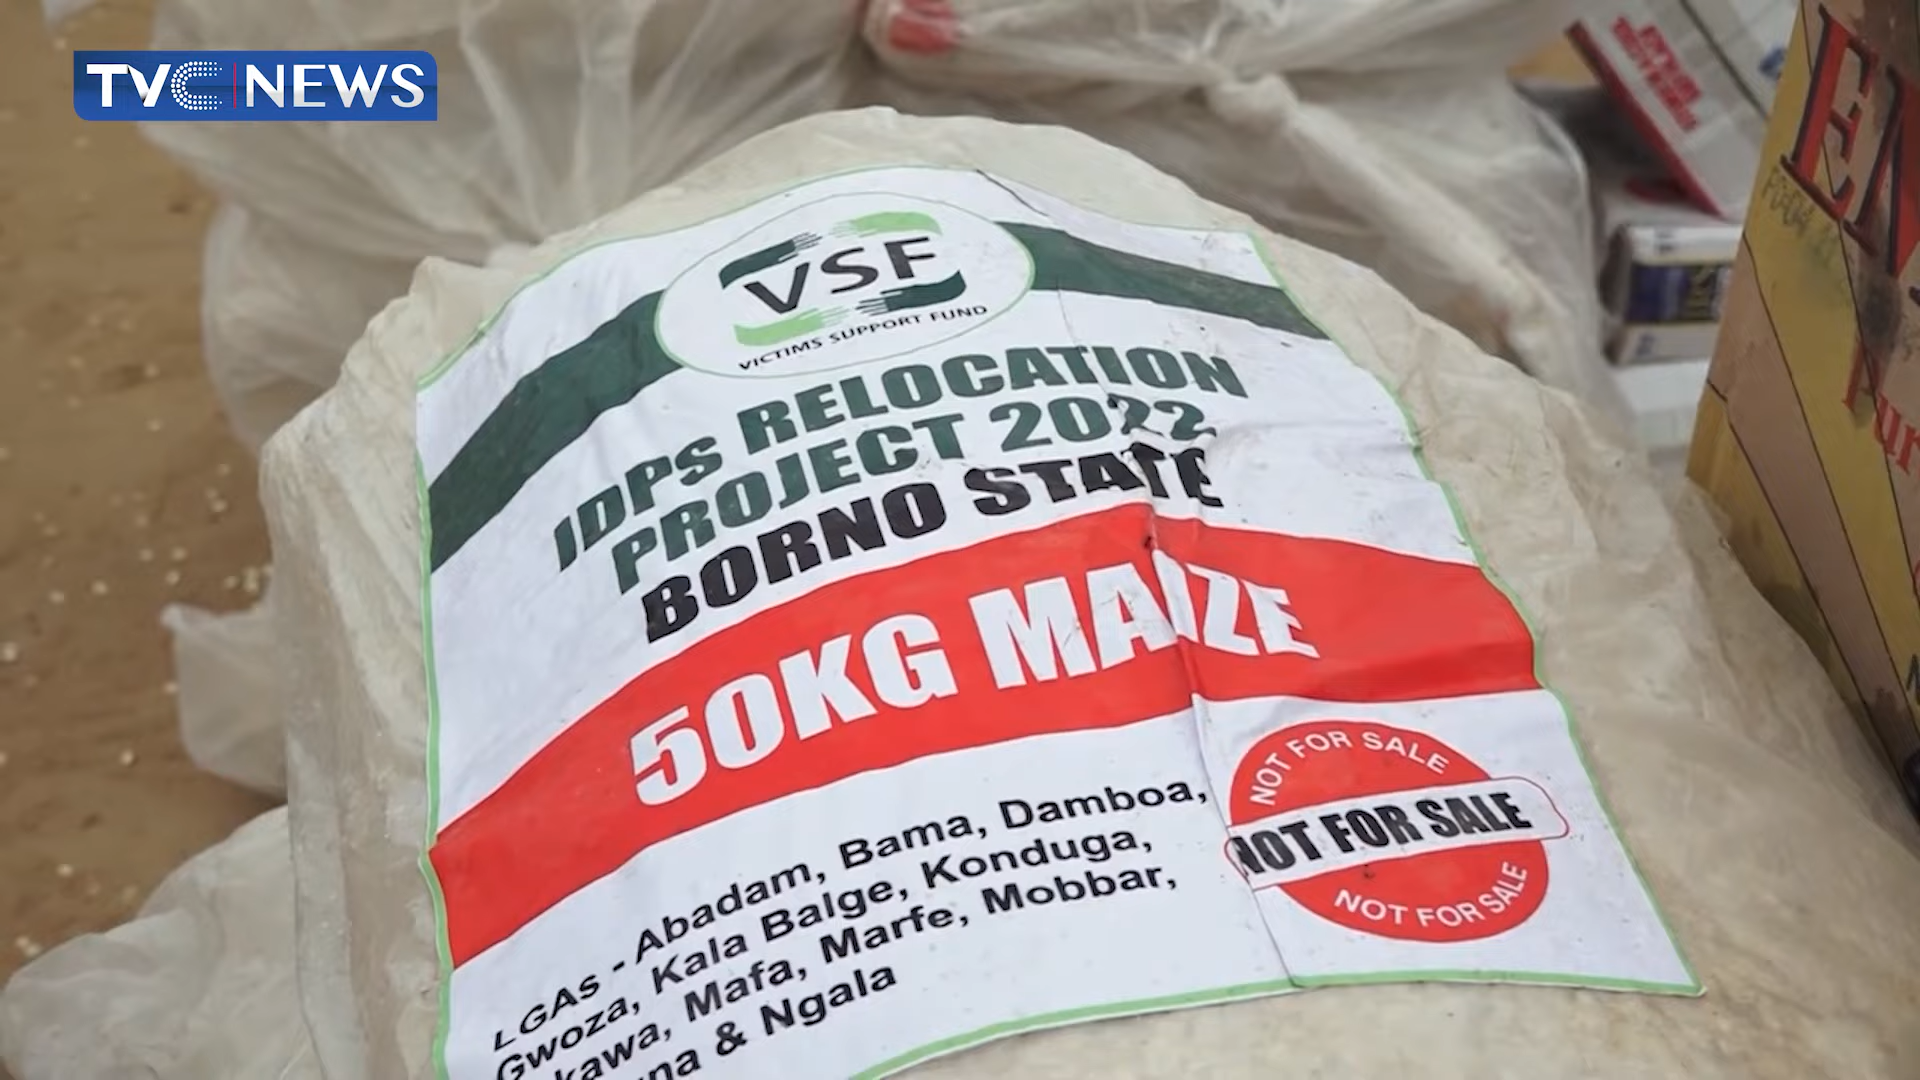 TVC NEWS
VSF
VICTIMS SUPPORT FUND
IDPS RELOCATION
PROJECT 2022
BORNO STATE
50KG MAIZE
NOT FOR SALE
NOT FOR SALE
NOT FOR SALE
LGAs - Abadam, Bama, Damboa,
Gwoza, Kala Balge, Konduga,
Mafa, Marfe, Mobbar,
& Ngala